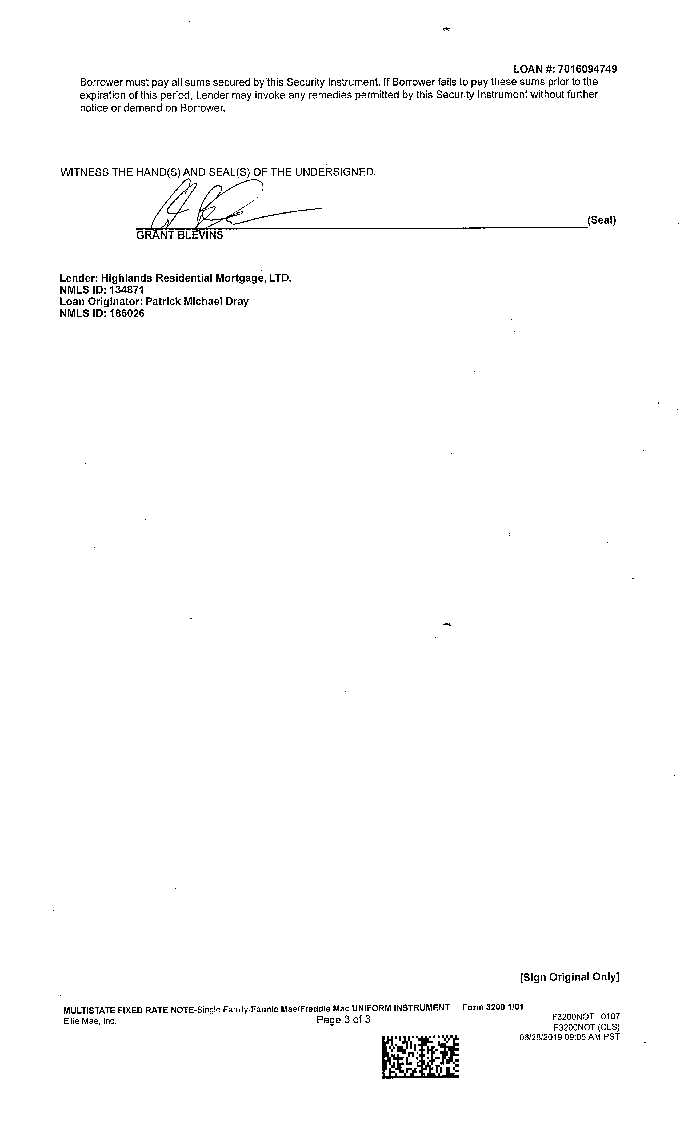 LOAN #: 7016094749
Borrower must pay all sums secured by this Security Instrument. If Borrower fails to pay these sums prior to the
expiration of this period, Lender may invoke any remedies permitted by this Security Instrument without further
notice or demand on Borrower.
WITNESS THE HAND(S) AND SEAL(S) OF THE UNDERSIGNED.
(Seal)
GRANT BLEVINS
Lender: Highlands Residential Mortgage, LTD.
NMLS ID: 134871
Loan Originator: Patrick Michael Dray
NMLS ID: 186026
[Sign Original Only]
MULTISTATE FIXED RATE NOTE-Single Family-Fannie Mae/Freddie Mac UNIFORM INSTRUMENT Form 3200 1/01
Ellie Mae, Inc. Page 3 of 3 F3200NOT 0107
F3200NOT (CLS)
08/28/2019 09:05 AM PST